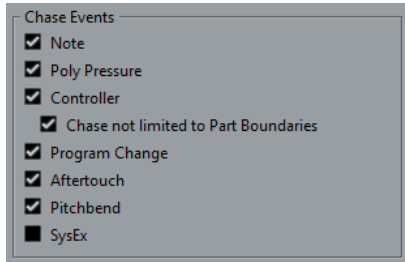 Chase Events
Note
Poly Pressure
Controller
Chase not limited to Part Boundaries
Program Change
Aftertouch
Pitchbend
SysEx